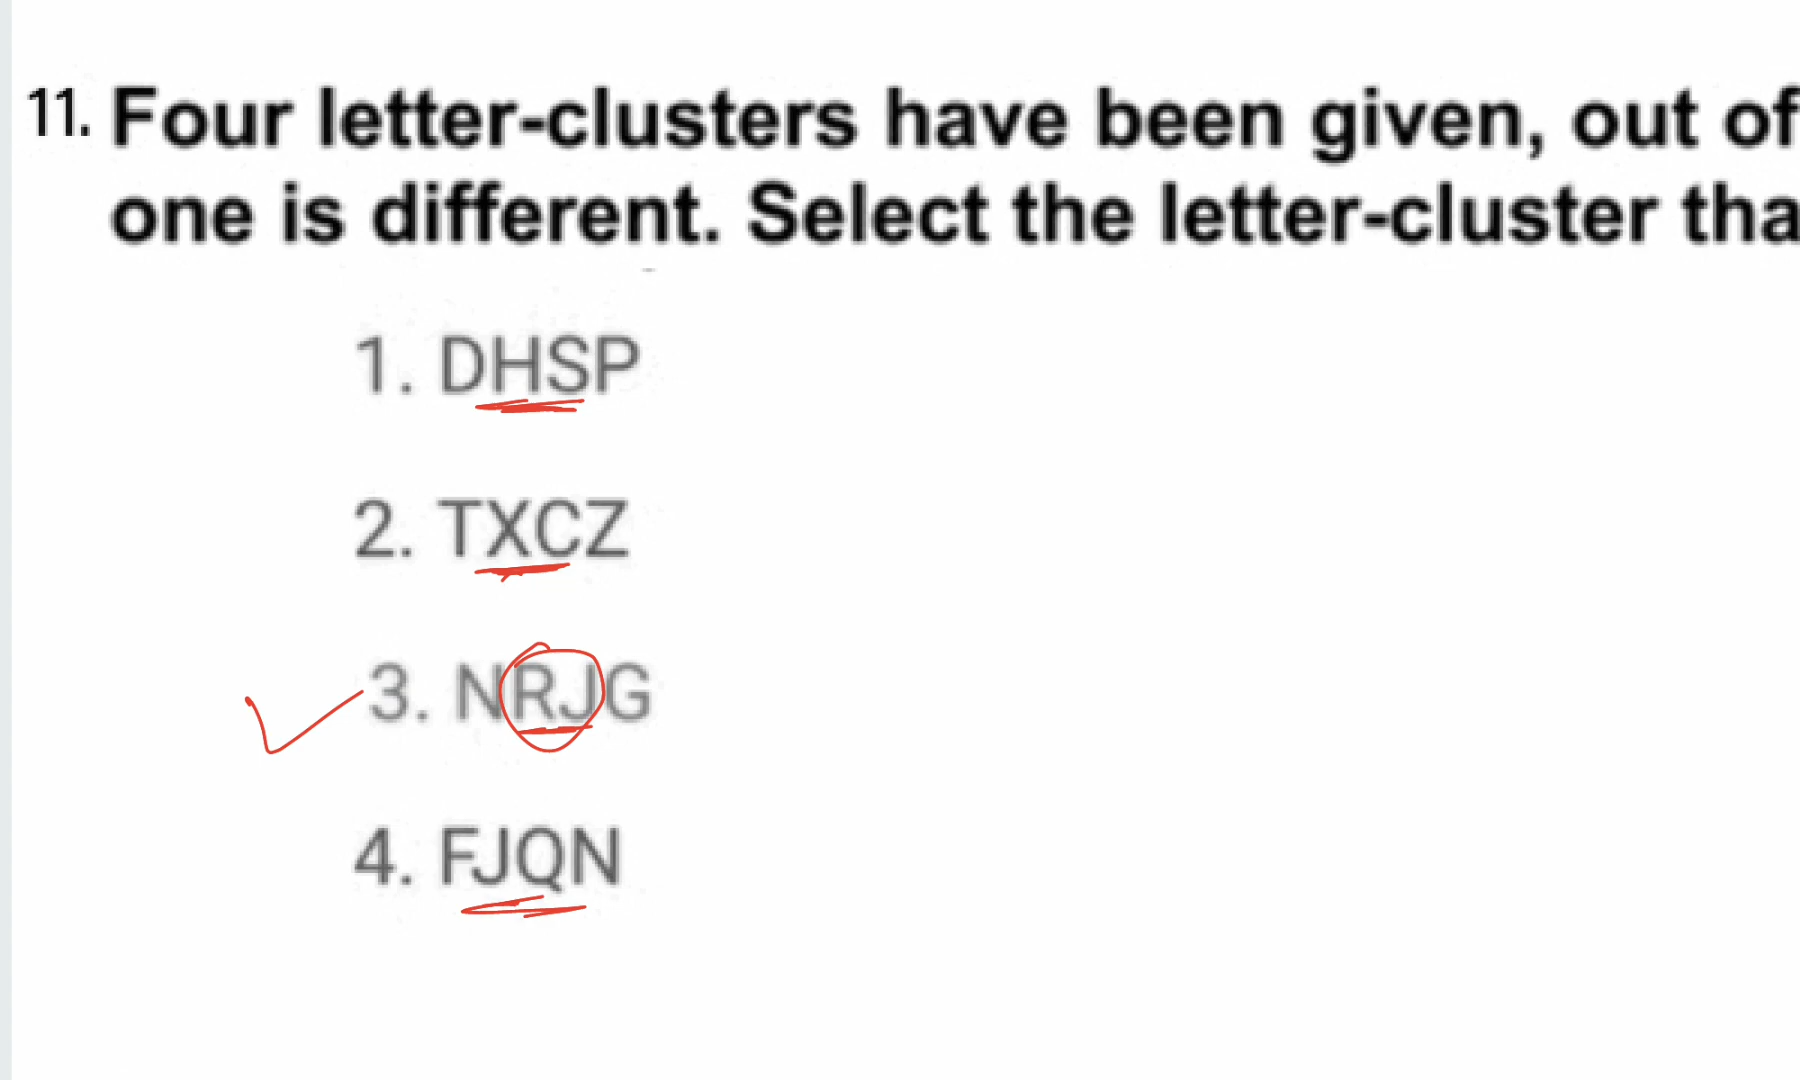 11. Four letter-clusters have been given, out of
one is different. Select the letter-cluster tha
1. DHSP
2. TXCZ
3. NRJG
4. FJQN